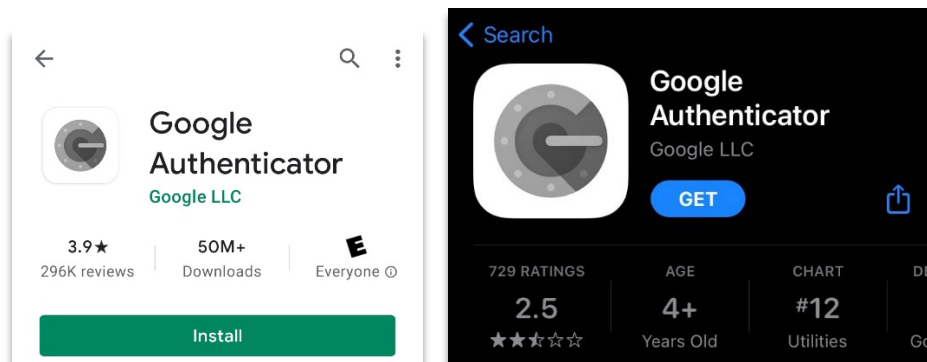 Google
Authenticator
Google LLC
3.9★
296K reviews
50M+
Downloads
E
Everyone
Install
Search
Google
Authenticator
Google LLC
GET
729 RATINGS
2.5
AGE
4+
Years Old
CHART
#12
Utilities